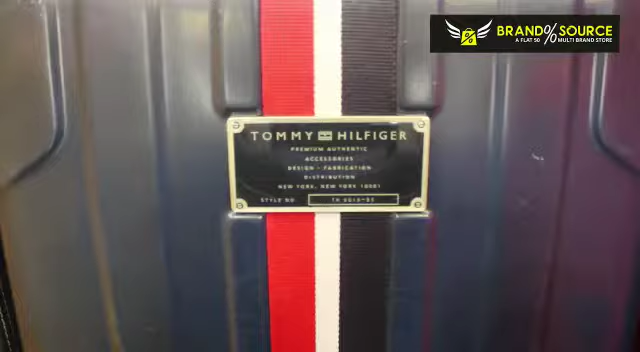 BRAND%SOURCE
A FLAT 50 % MULTI BRAND STORE
TOMMY HILFIGER
PREMIUM AUTHENTIC
ACCESSORIES
DESIGN - FABRICATION
DISTRIBUTION
NEW YORK, NEW YORK 10001
STYLE NO